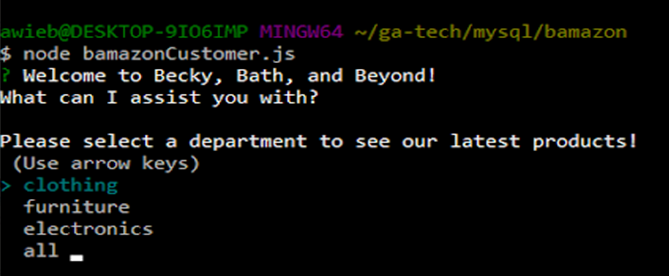 awieb@DESKTOP-9IO6IMP MINGW64 ~/ga-tech/mysql/bamazon
$ node bamazonCustomer.js
? Welcome to Becky, Bath, and Beyond!
What can I assist you with?
Please select a department to see our latest products!
(Use arrow keys)
> clothing
furniture
electronics
all